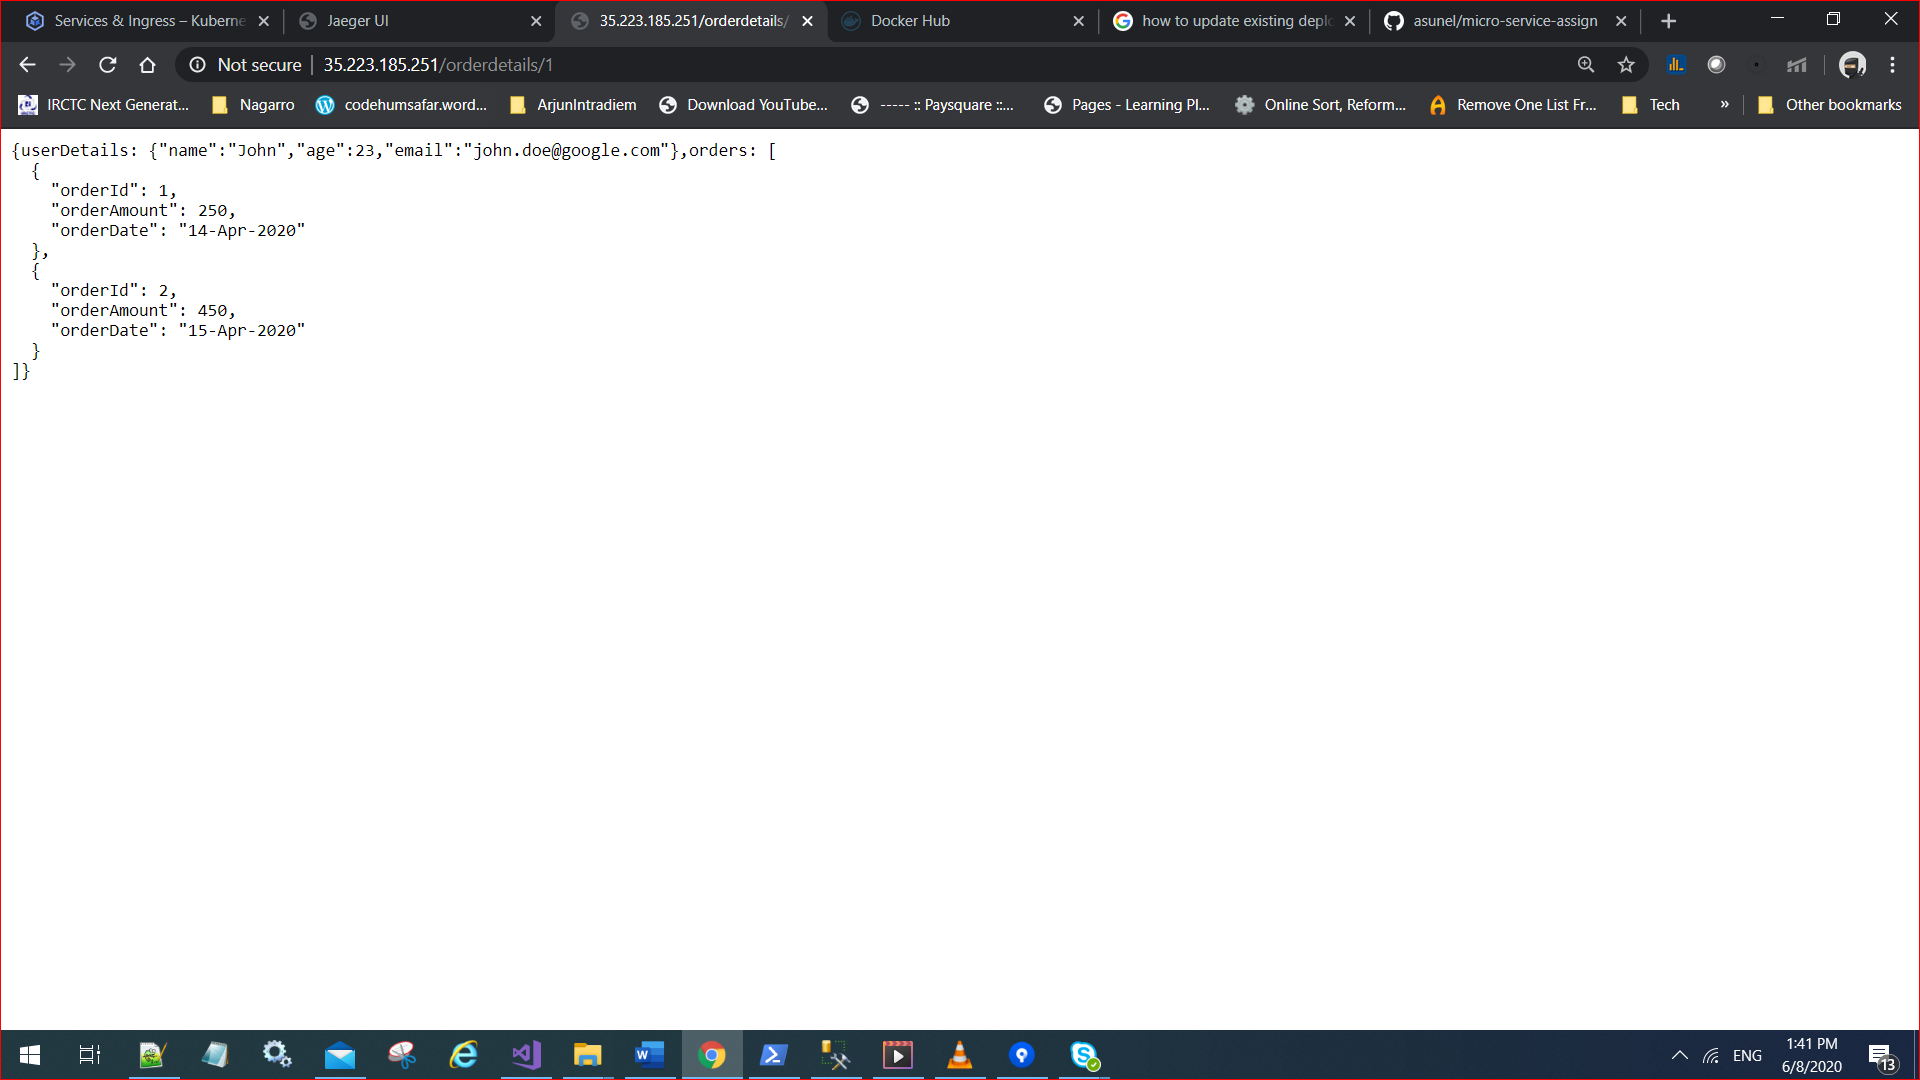 Services & Ingress – Kuberne
Jaeger UI
35.223.185.251/orderdetails/
Docker Hub
how to update existing deplo
asunel/micro-service-assign
Not secure
35.223.185.251/orderdetails/1
IRCTC Next Generat...
Nagarro
codehumsafar.word...
ArjunIntradiem
Download YouTube...
----- :: Paysquare ::...
Pages - Learning Pl...
Online Sort, Reform...
Remove One List Fr...
Tech
»
Other bookmarks
{userDetails: {"name":"John","age":23,"email":"john.doe@google.com"},orders: [
{
"orderId": 1,
"orderAmount": 250,
"orderDate": "14-Apr-2020"
},
{
"orderId": 2,
"orderAmount": 450,
"orderDate": "15-Apr-2020"
}
]}
ENG
1:41 PM
6/8/2020
13